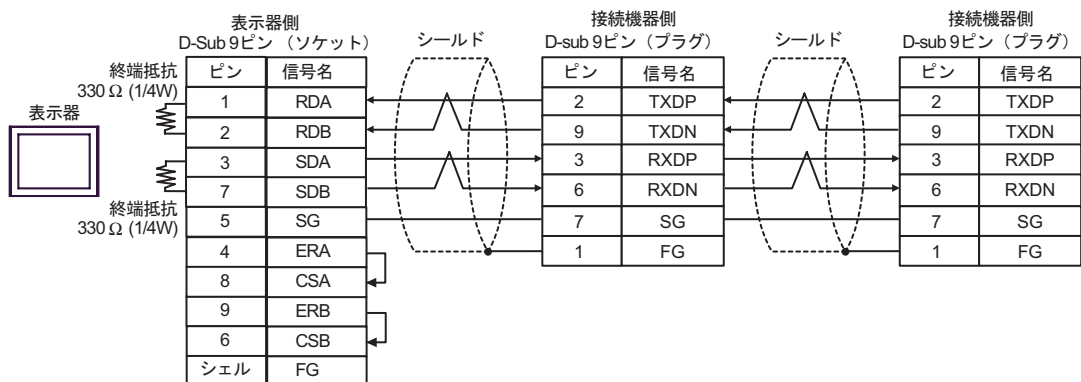 表示器側
D-Sub 9ピン （ソケット）
シールド
接続機器側
D-sub 9ピン（プラグ）
シールド
接続機器側
D-sub 9ピン（プラグ）
終端抵抗
330 Ω (1/4W)
表示器
終端抵抗
330 Ω (1/4W)
ピン 信号名
1 RDA
2 RDB
3 SDA
7 SDB
5 SG
4 ERA
8 CSA
9 ERB
6 CSB
シェル FG
ピン 信号名
2 TXDP
9 TXDN
3 RXDP
6 RXDN
7 SG
1 FG
ピン 信号名
2 TXDP
9 TXDN
3 RXDP
6 RXDN
7 SG
1 FG